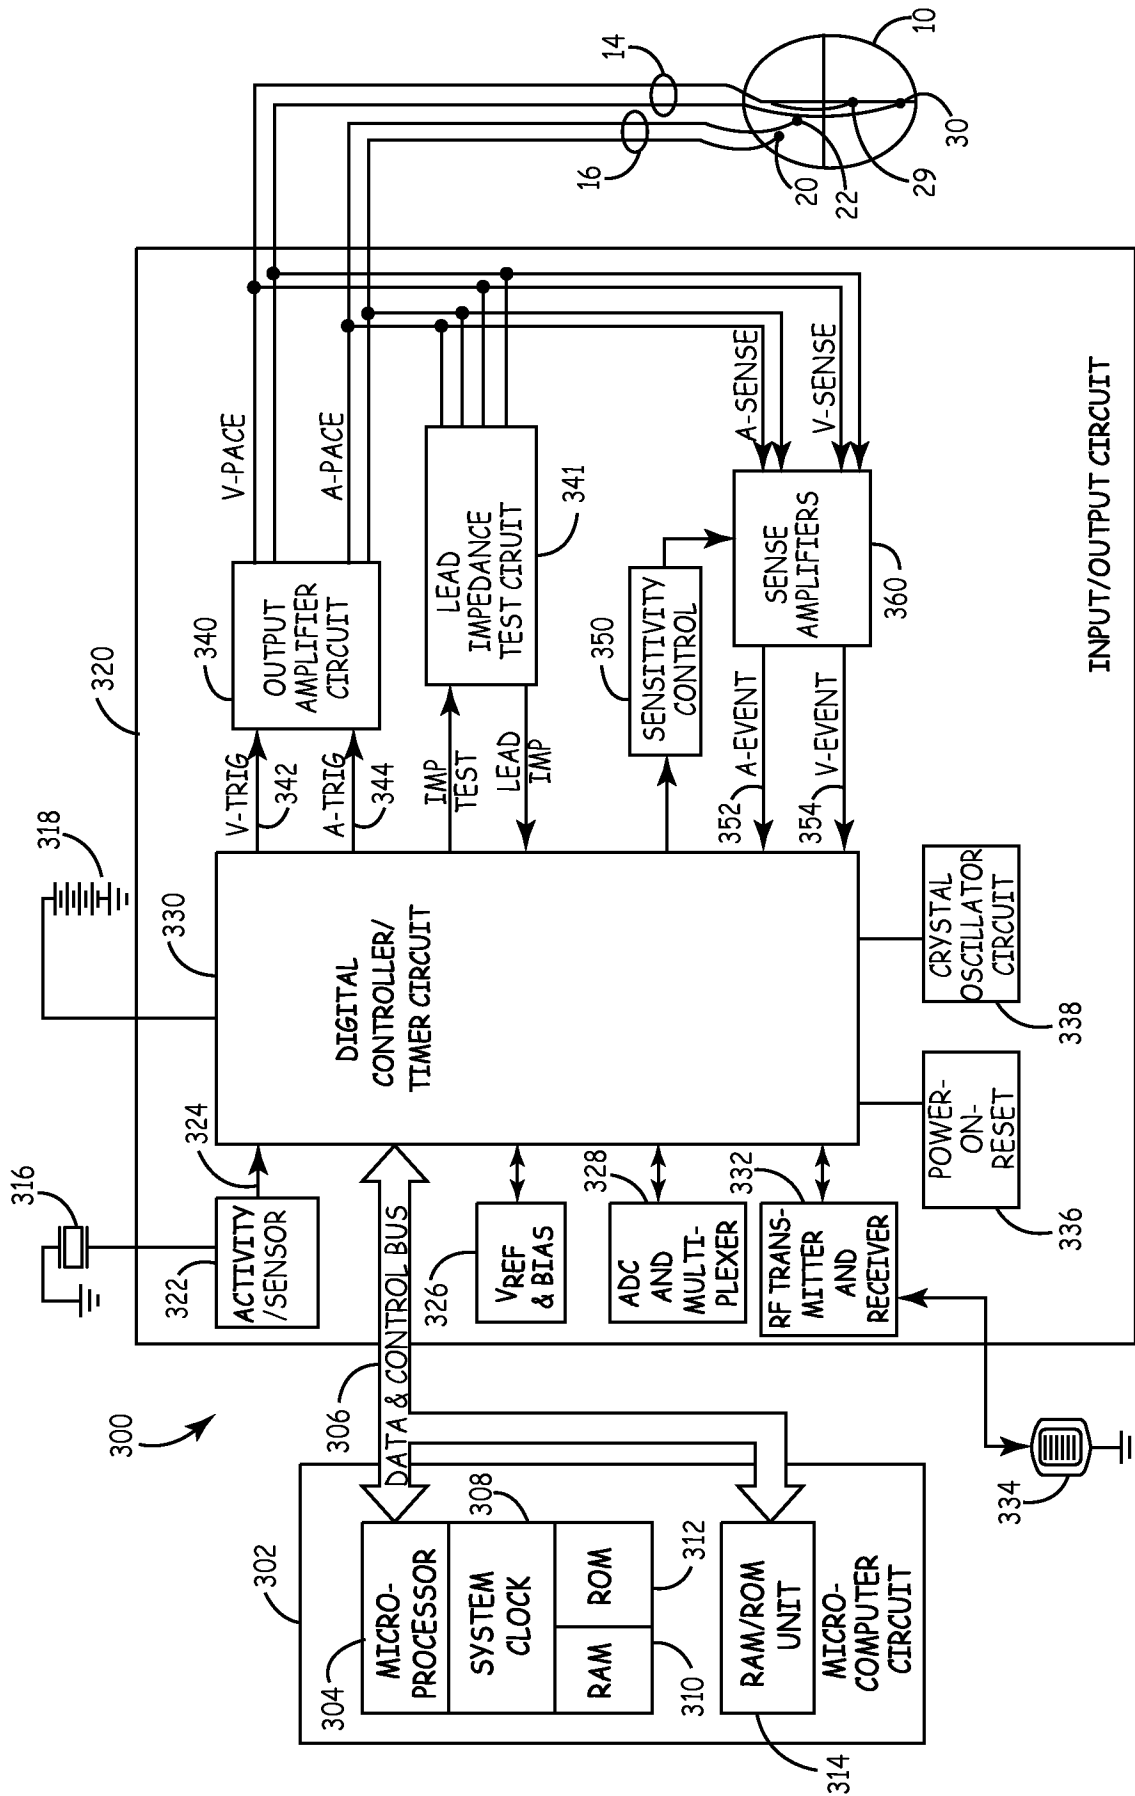 300
302
304
MICRO-
PROCESSOR
SYSTEM
CLOCK
308
RAM
ROM
310
312
RAM/ROM
UNIT
314
MICRO-
COMPUTER
CIRCUIT
306
DATA & CONTROL BUS
316
318
320
322
ACTIVITY
/SENSOR
324
326
VREF
& BIAS
328
ADC
AND
MULTI-
PLEXER
332
RF TRANS-
MITTER
AND
RECEIVER
334
330
DIGITAL
CONTROLLER/
TIMER CIRCUIT
336
POWER-
ON-
RESET
338
CRYSTAL
OSCILLATOR
CIRCUIT
V-TRIG
342
A-TRIG
344
IMP
TEST
LEAD
IMP
340
OUTPUT
AMPLIFIER
CIRCUIT
V-PACE
A-PACE
LEAD
IMPEDANCE
TEST CIRUIT
341
350
SENSITIVITY
CONTROL
352
A-EVENT
354
V-EVENT
SENSE
AMPLIFIERS
360
A-SENSE
V-SENSE
INPUT/OUTPUT CIRCUIT
14
16
10
20
22
29
30